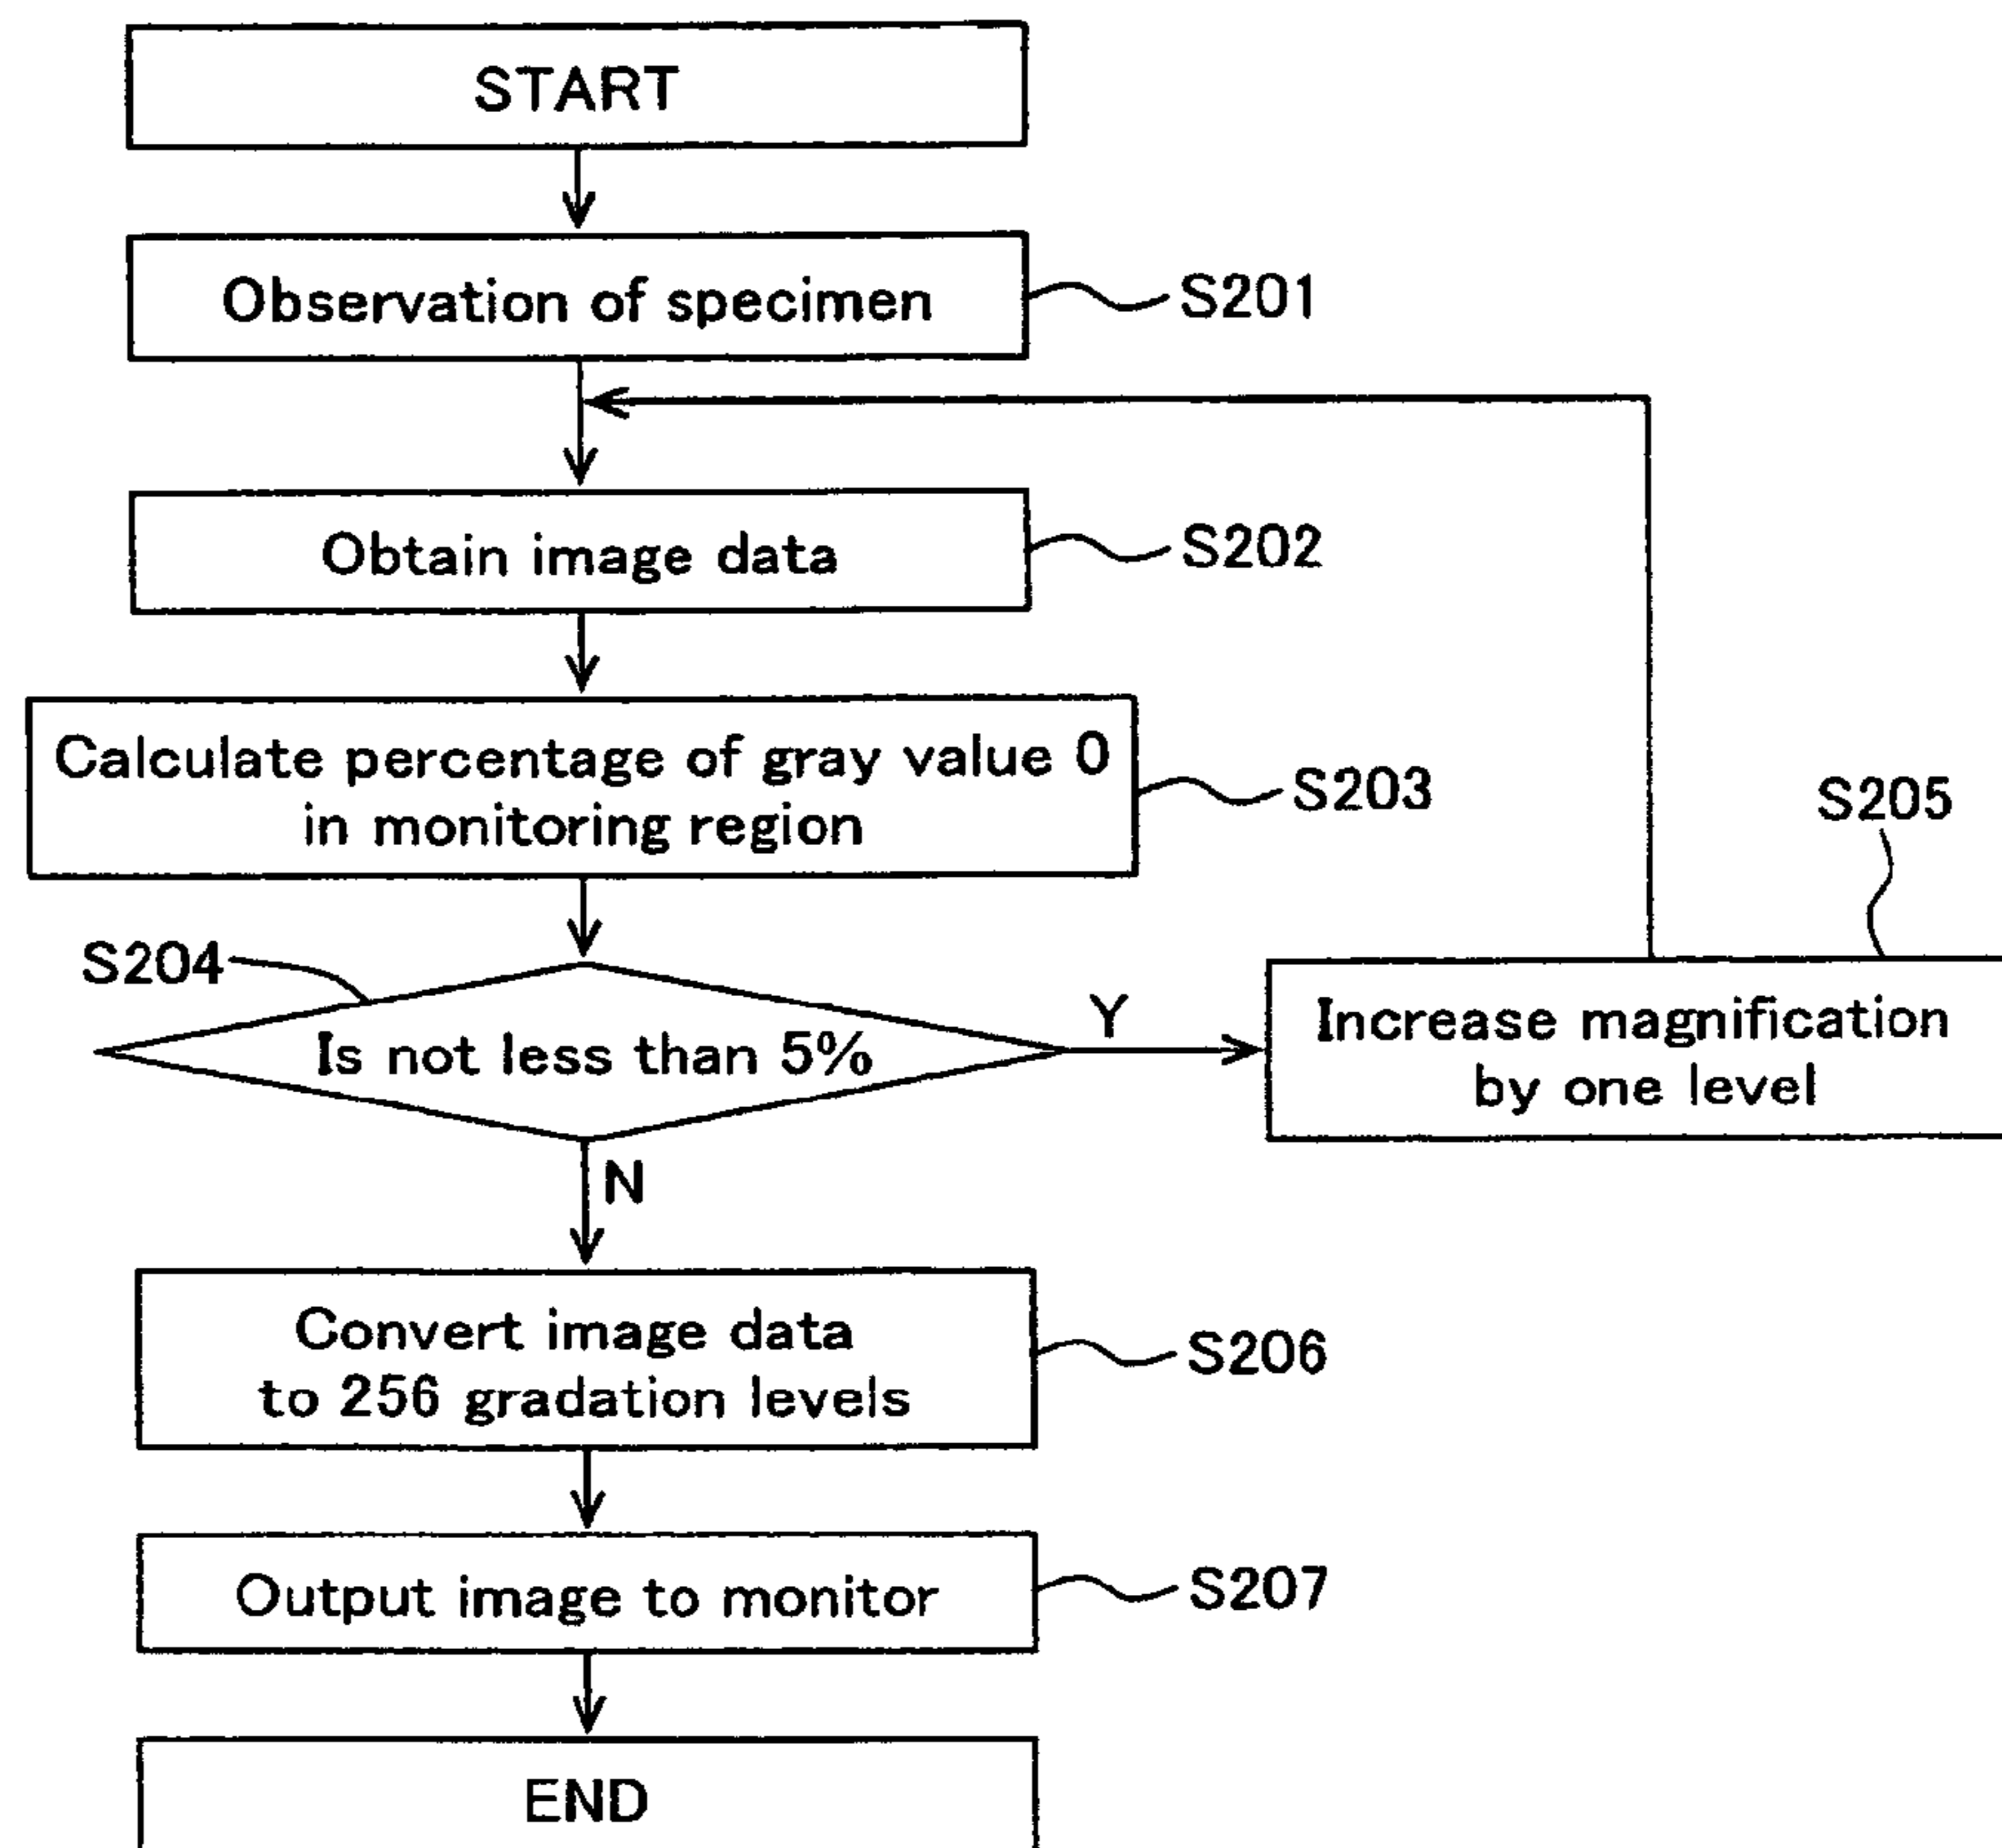 START
Observation of specimen
S201
Obtain image data
S202
Calculate percentage of gray value 0
in monitoring region
S203
S204
Is not less than 5%
Y
S205
Increase magnification
by one level
N
Convert image data
to 256 gradation levels
S206
Output image to monitor
S207
END